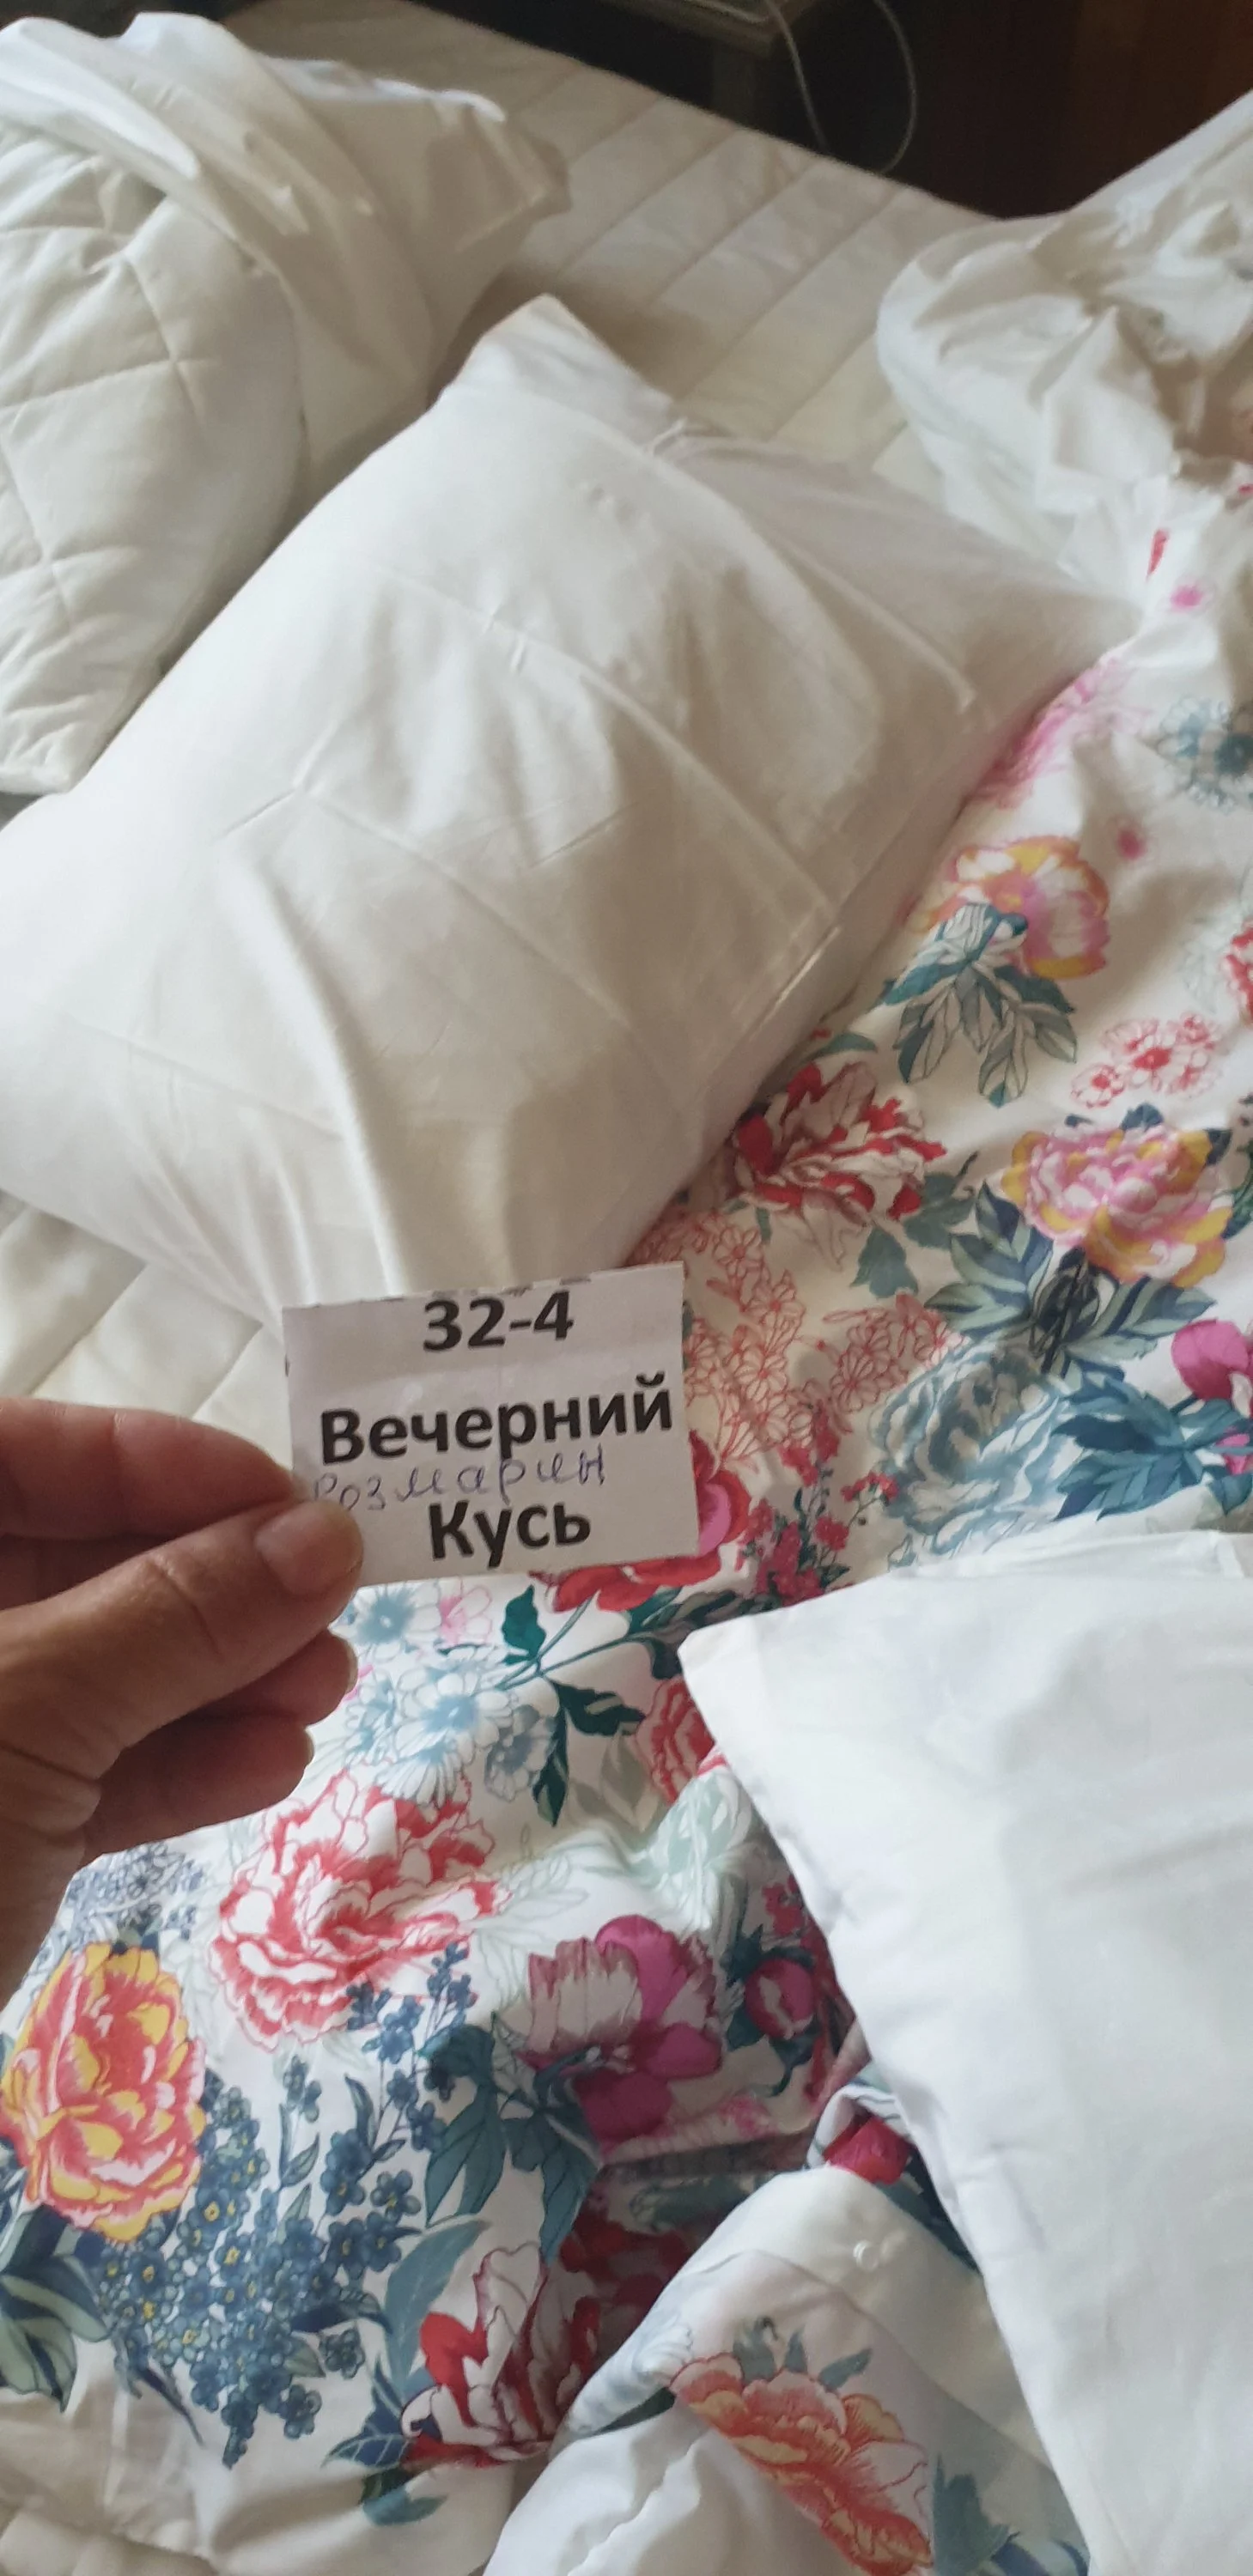 32-4
Вечерний
Розмарин
Кусь